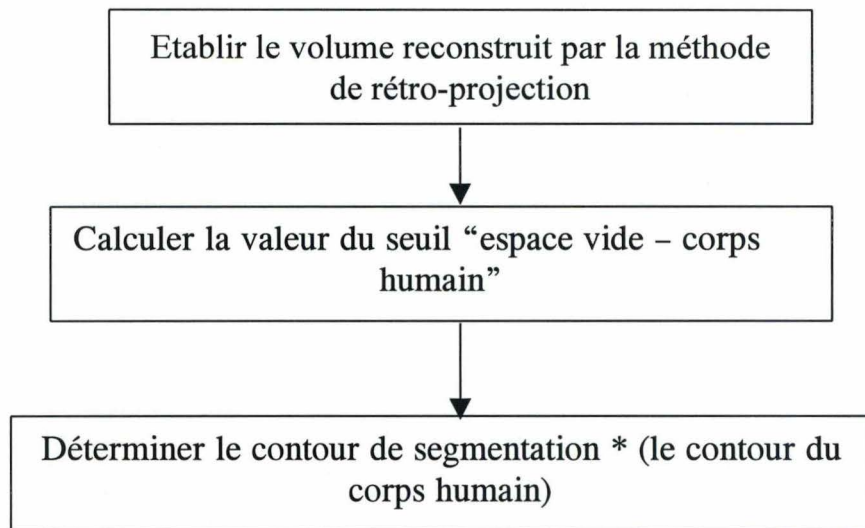 Etablir le volume reconstruit par la méthode
de rétro-projection
Calculer la valeur du seuil “espace vide – corps
humain”
Déterminer le contour de segmentation * (le contour du
corps humain)